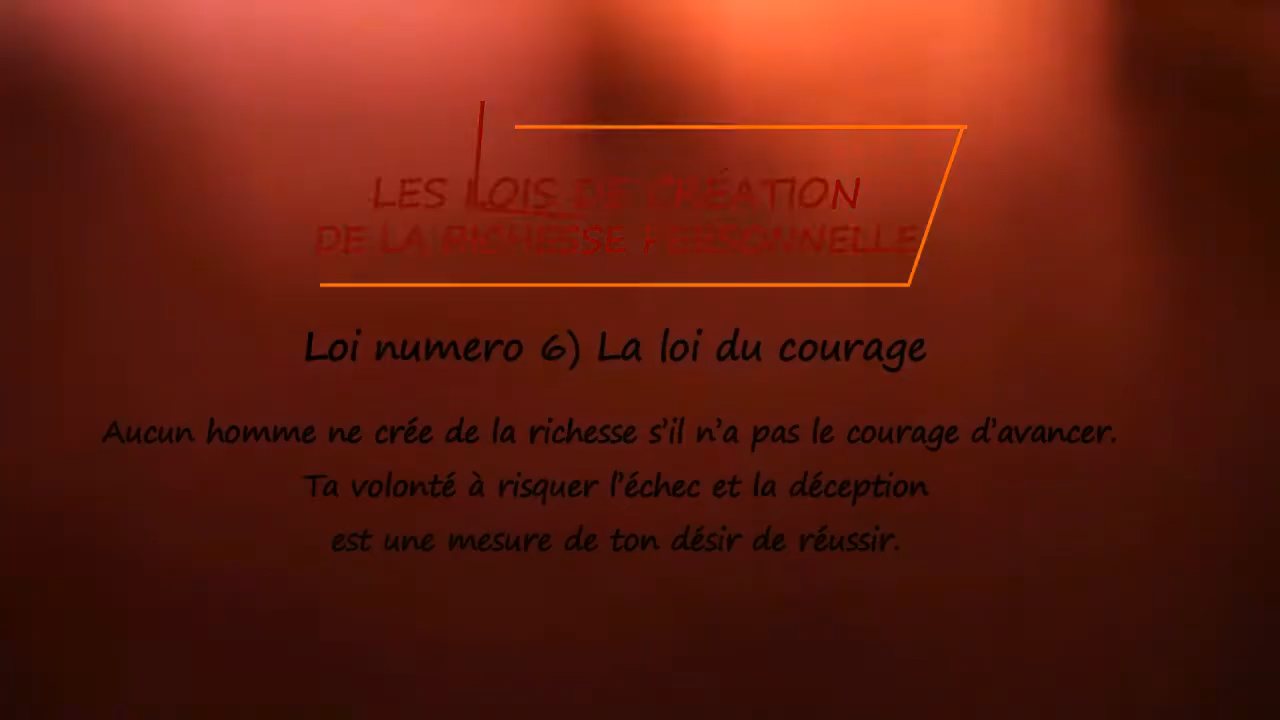 LES LOIS DE CRÉATION
DE LA RICHESSE PERSONNELLE
Loi numero 6) La loi du courage
Aucun homme ne crée de la richesse s'il n'a pas le courage d'avancer.
Ta volonté à risquer l'échec et la déception
est une mesure de ton désir de réussir.